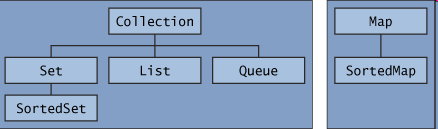 Collection
Map
Set
List
Queue
SortedMap
SortedSet